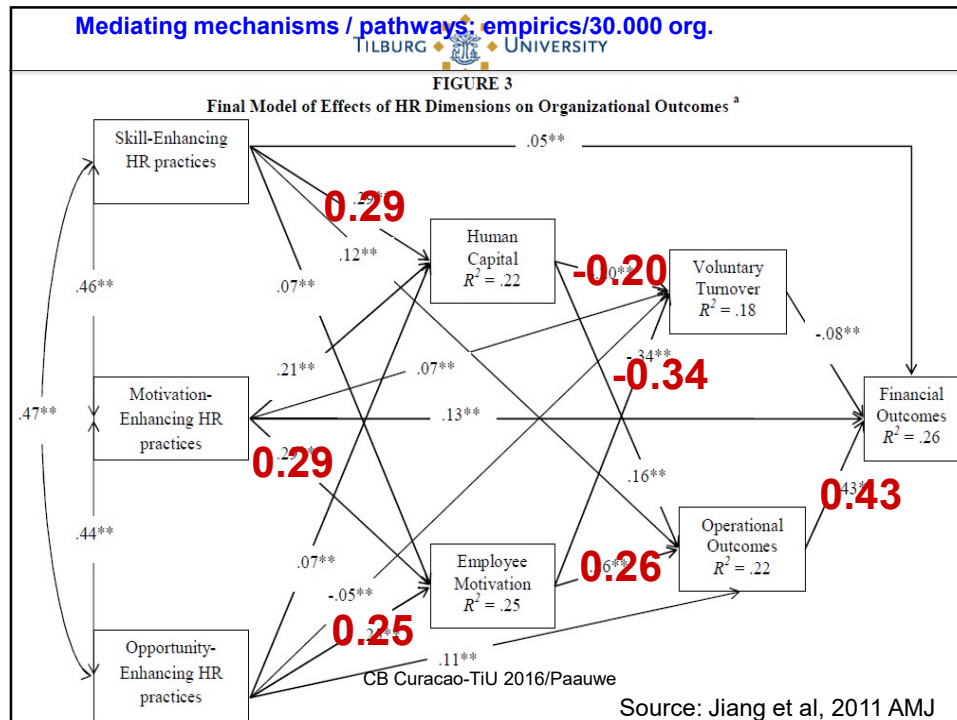 Mediating mechanisms / pathways: empirics/30.000 org.
TILBURG UNIVERSITY
FIGURE 3
Final Model of Effects of HR Dimensions on Organizational Outcomes a
Skill-Enhancing
HR practices
.05**
0.29
.12**
Human
Capital
R² = .22
-0.20
Voluntary
Turnover
R² = .18
.46**
.07**
-.08**
.21**
.07**
-.34**
-0.34
.47**
Motivation-
Enhancing HR
practices
.13**
Financial
Outcomes
R² = .26
0.29
.16**
0.43
.44**
.07**
Employee
Motivation
R² = .25
0.26
Operational
Outcomes
R² = .22
-.05**
0.25
Opportunity-
Enhancing HR
practices
.11**
CB Curacao-TiU 2016/Paauwe
Source: Jiang et al, 2011 AMJ